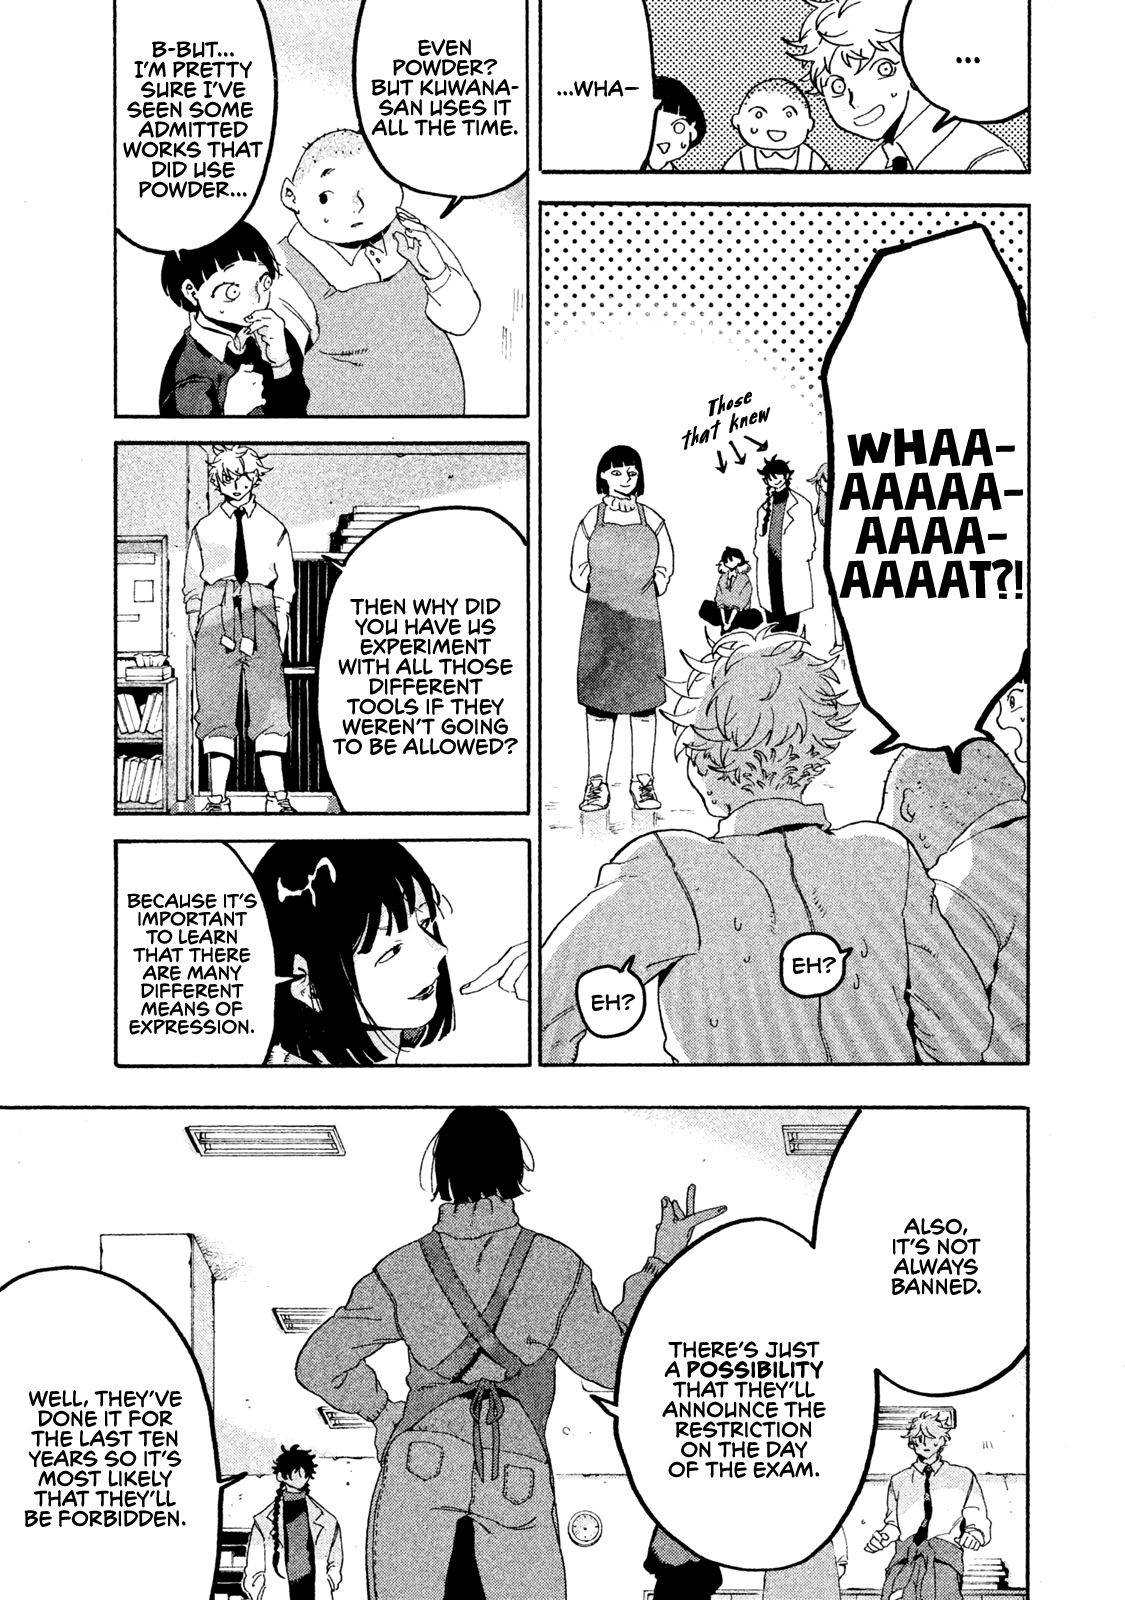 ...
...WHA–
WHAA–
AAAAA–
AAAA–
AAAAT?!
Those
that knew
EH?
EH?
EVEN
POWDER?
BUT KUWANA-
SAN USES IT
ALL THE TIME.
B-BUT...
I'M PRETTY
SURE I'VE
SEEN SOME
ADMITTED
WORKS THAT
DID USE
POWDER...
THEN WHY DID
YOU HAVE US
EXPERIMENT
WITH ALL THOSE
DIFFERENT
TOOLS IF THEY
WEREN'T GOING
TO BE ALLOWED?
BECAUSE IT'S
IMPORTANT
TO LEARN
THAT THERE
ARE MANY
DIFFERENT
MEANS OF
EXPRESSION.
ALSO,
IT'S NOT
ALWAYS
BANNED.
THERE'S JUST
A POSSIBILITY
THAT THEY'LL
ANNOUNCE THE
RESTRICTION
ON THE DAY
OF THE EXAM.
WELL, THEY'VE
DONE IT FOR
THE LAST TEN
YEARS SO IT'S
MOST LIKELY
THAT THEY'LL
BE FORBIDDEN.